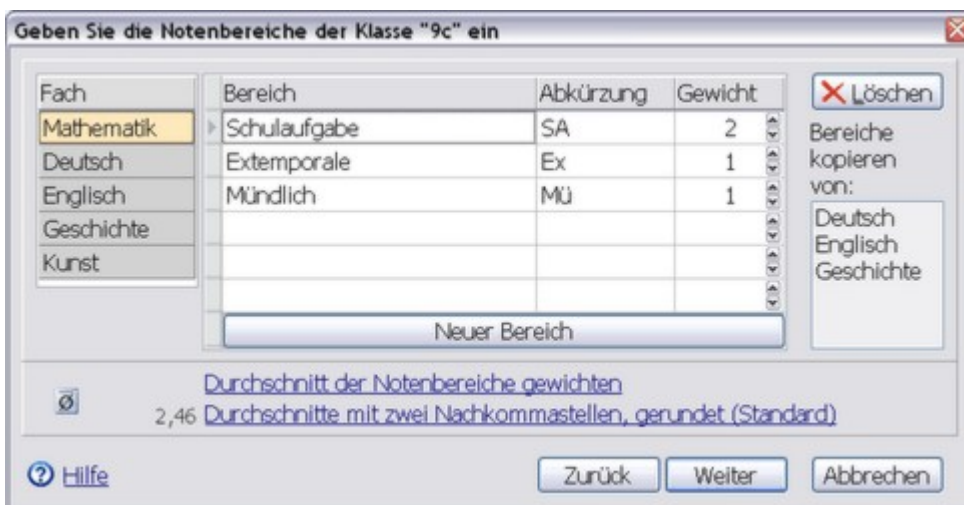 Geben Sie die Notenbereiche der Klasse "9c" ein
Fach
Mathematik
Deutsch
Englisch
Geschichte
Kunst
Bereich Abkürzung Gewicht
Schulaufgabe SA 2
Extemporale Ex 1
Mündlich Mü 1
Neuer Bereich
Löschen
Bereiche
kopieren
von:
Deutsch
Englisch
Geschichte
Durchschnitt der Notenbereiche gewichten
2,46 Durchschnitte mit zwei Nachkommastellen, gerundet (Standard)
Hilfe Zurück Weiter Abbrechen